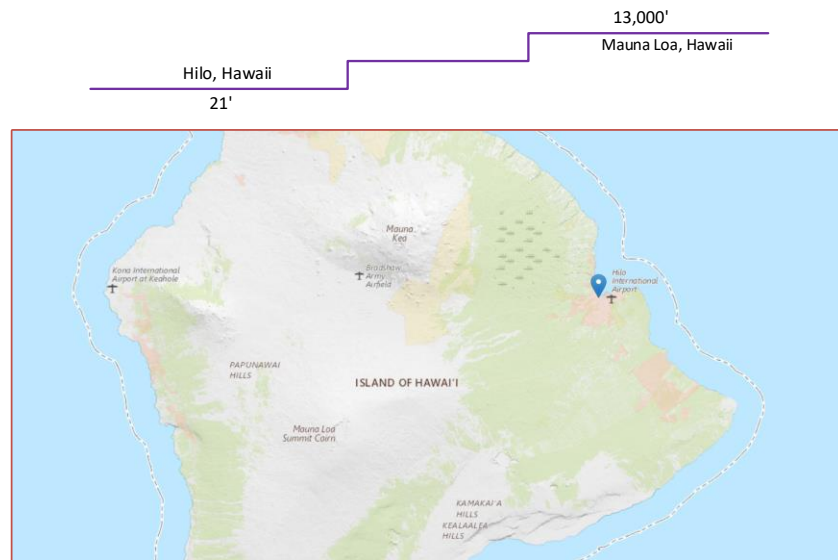 13,000'
Mauna Loa, Hawaii
Hilo, Hawaii
21'
Mauna
Kea
Kona International
Airport at Keahole
Bradshaw
Army
Airfield
Hilo
International
Airport
PAPUNAWAI
HILLS
ISLAND OF HAWAI'I
Mauna Loa
Summit Cairn
KAMAKAI'A
HILLS
KEALAALEA
HILLS